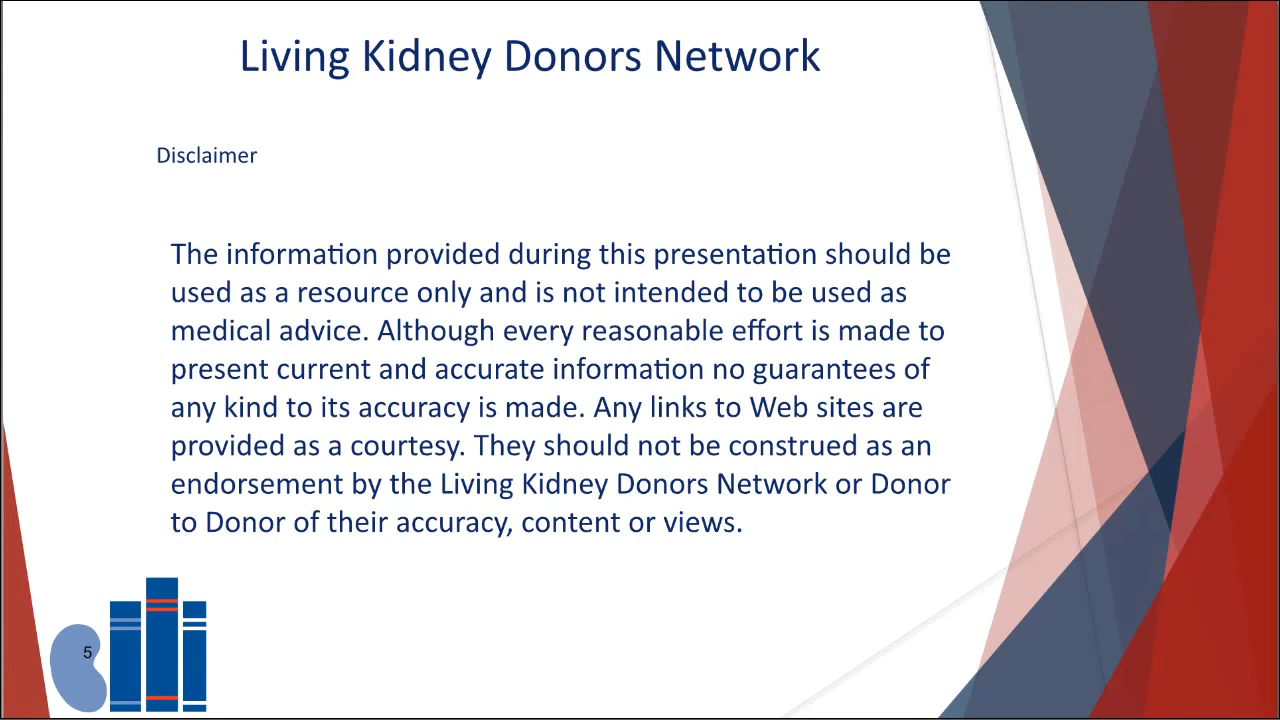 Living Kidney Donors Network
Disclaimer
The information provided during this presentation should be
used as a resource only and is not intended to be used as
medical advice. Although every reasonable effort is made to
present current and accurate information no guarantees of
any kind to its accuracy is made. Any links to Web sites are
provided as a courtesy. They should not be construed as an
endorsement by the Living Kidney Donors Network or Donor
to Donor of their accuracy, content or views.
5